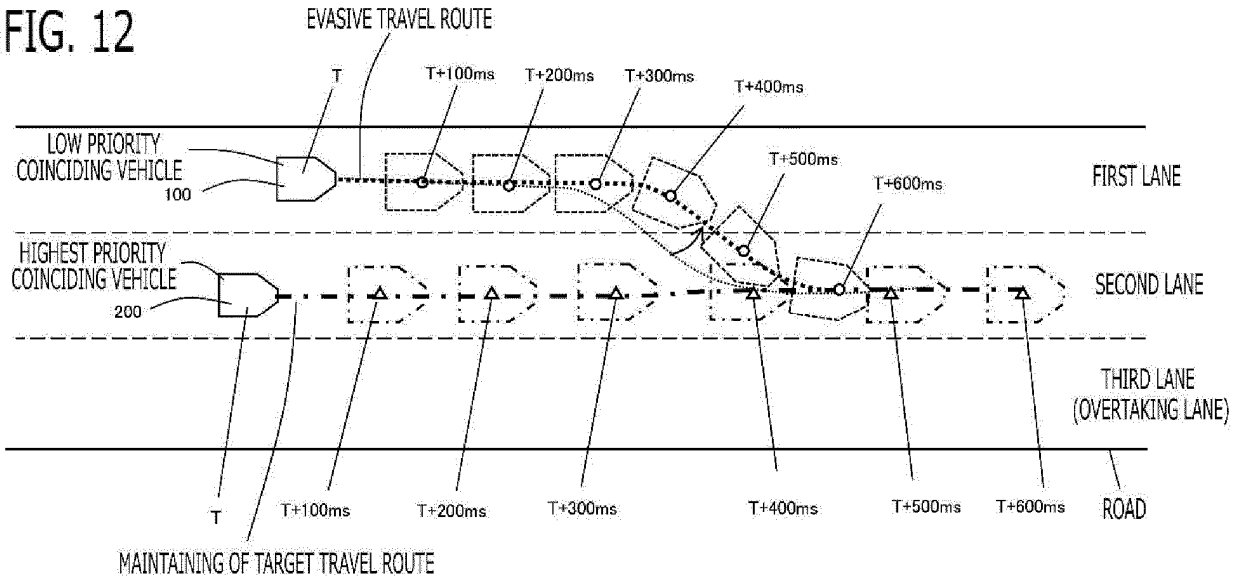 FIG. 12
EVASIVE TRAVEL ROUTE
T
T+100ms
T+200ms
T+300ms
T+400ms
T+500ms
T+600ms
LOW PRIORITY
COINCIDING VEHICLE
100
FIRST LANE
HIGHEST PRIORITY
COINCIDING VEHICLE
200
SECOND LANE
THIRD LANE
(OVERTAKING LANE)
T
T+100ms
T+200ms
T+300ms
T+400ms
T+500ms
T+600ms
ROAD
MAINTAINING OF TARGET TRAVEL ROUTE